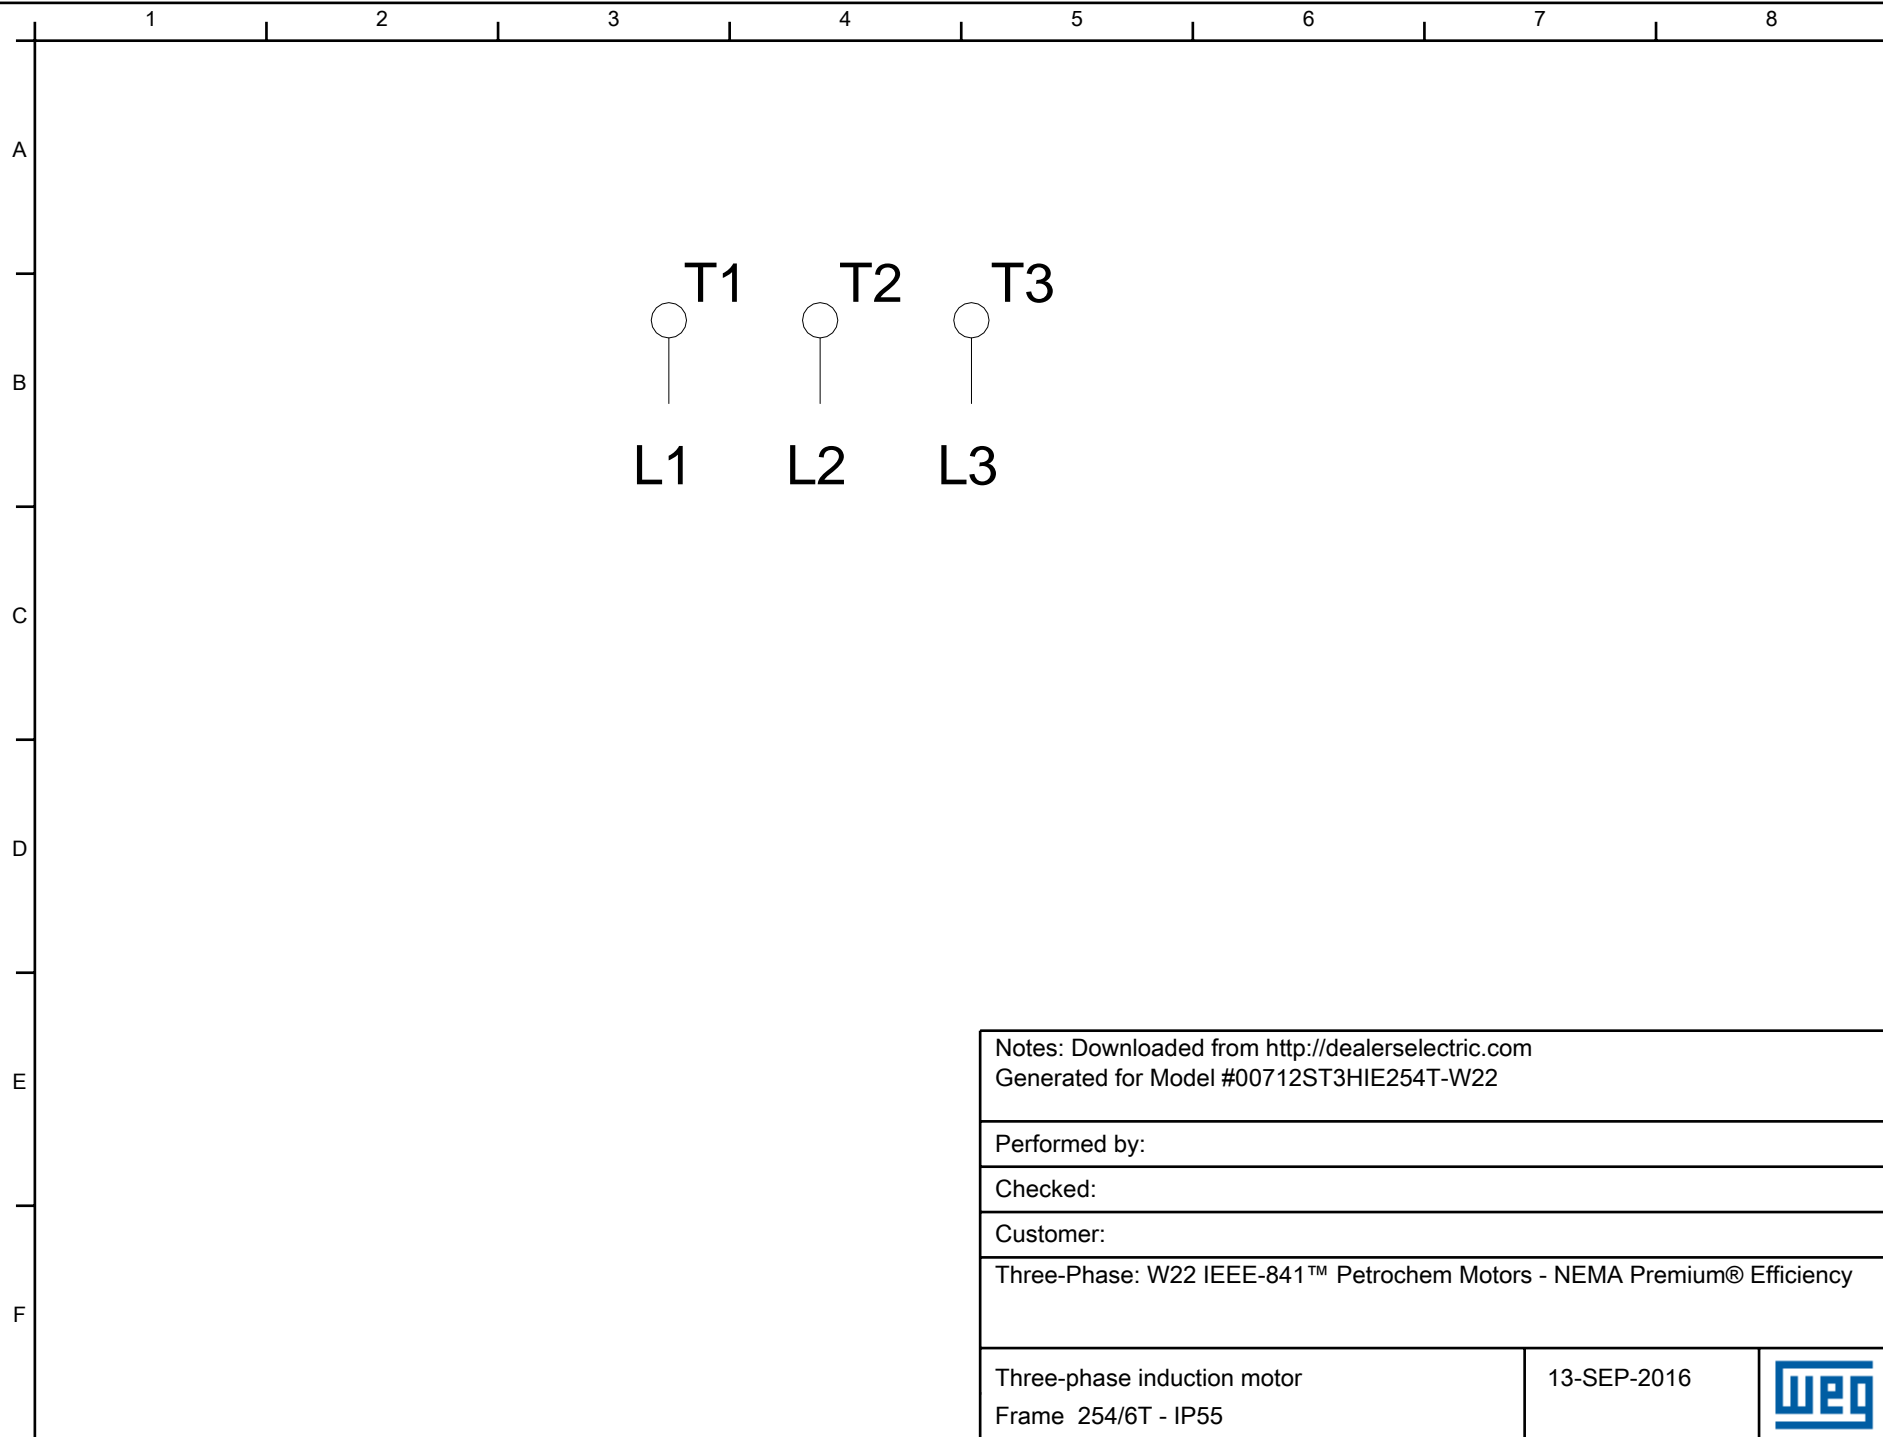 1 2 3 4 5 6 7 8
A
T1 T2 T3
B
L1 L2 L3
C
D
Notes: Downloaded from http://dealerselectric.com
E
Generated for Model #00712ST3HIE254T-W22
Performed by:
Checked:
Customer:
Three-Phase: W22 IEEE-841™ Petrochem Motors - NEMA Premium® Efficiency
F
Three-phase induction motor
13-SEP-2016
Frame 254/6T - IP55
weg